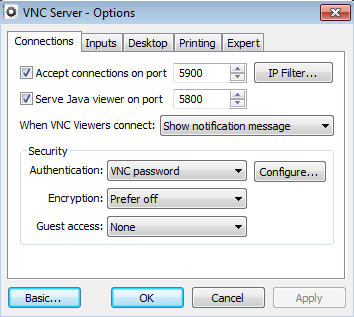 VNC Server - Options
Connections Inputs Desktop Printing Expert
Accept connections on port 5900 IP Filter...
Serve Java viewer on port 5800
When VNC Viewers connect: Show notification message
Security
Authentication: VNC password Configure...
Encryption: Prefer off
Guest access: None
Basic... OK Cancel Apply